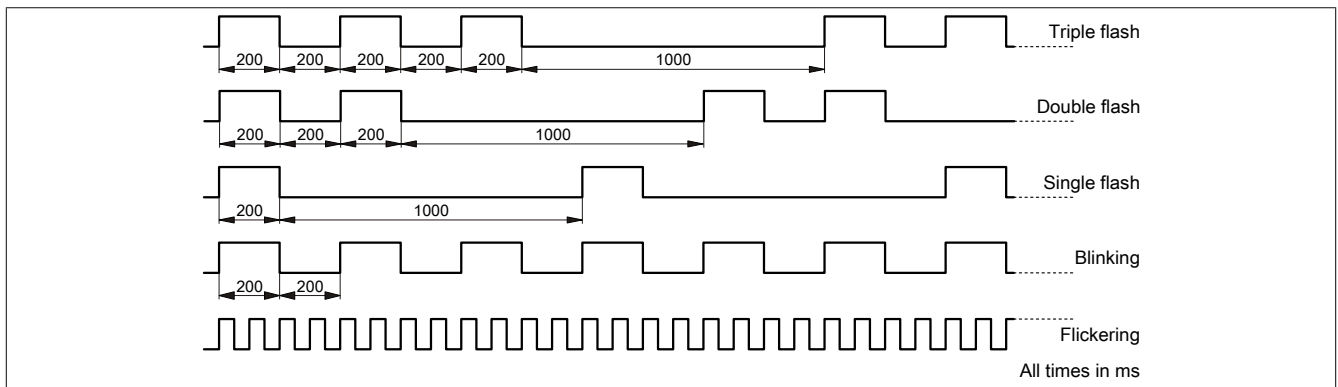 Triple flash
200 200 200 200 200 1000
Double flash
200 200 200 1000
Single flash
200 1000
Blinking
200 200
Flickering
All times in ms